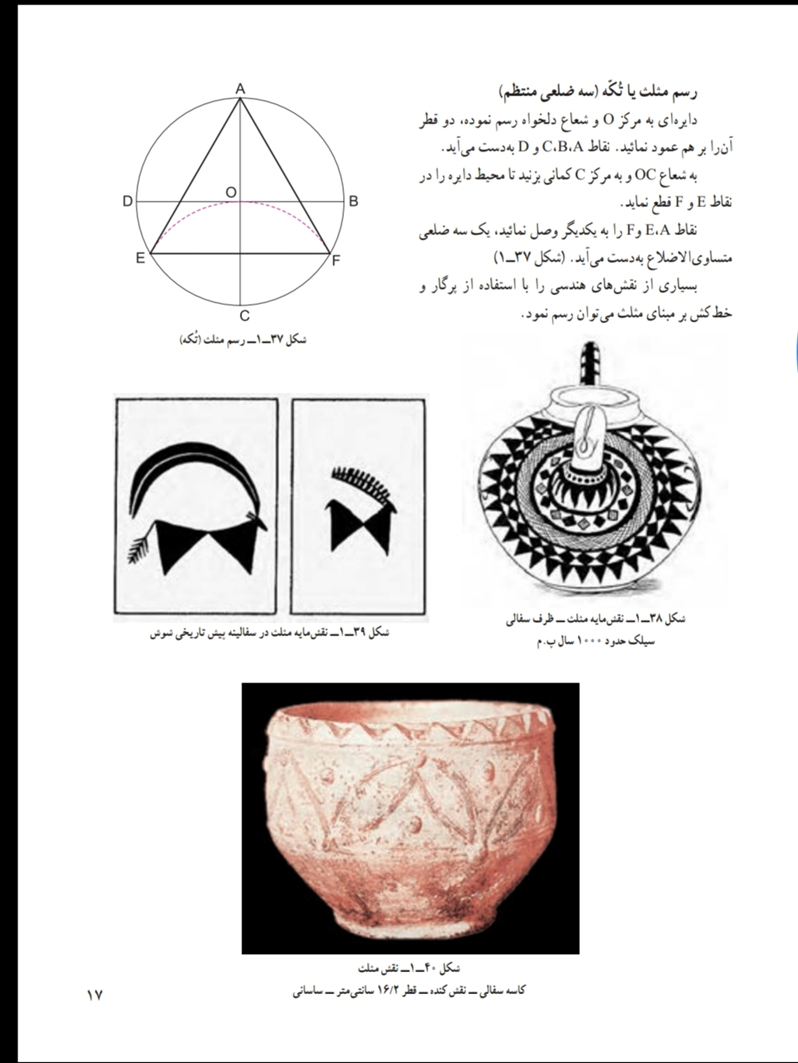 رسم مثلث یا تُکّه (سه ضلعی منتظم)
دایره‌ای به مرکز O و شعاع دلخواه رسم نموده، دو قطر
آن را بر هم عمود نمائید. نقاط C،B،A و D به‌دست می‌آید.
به شعاع OC و به مرکز C کمانی بزنید تا محیط دایره را در
نقاط E و F قطع نماید.
نقاط E،A وF را به یکدیگر وصل نمائید، یک سه ضلعی
متساوی‌الاضلاع به‌دست می‌آید. (شکل ۳۷ــ۱)
بسیاری از نقش‌های هندسی را با استفاده از پرگار و
خط‌کش بر مبنای مثلث می‌توان رسم نمود.
A
D
O
B
E
F
C
شکل ۳۷ــ۱ــ رسم مثلث (تُکه)
شکل ۳۸ــ۱ــ نقش‌مایه مثلث ــ ظرف سفالی
سیلک حدود ۱۰۰۰ سال ب.م
شکل ۳۹ــ۱ــ نقش‌مایه مثلث در سفالینه پیش تاریخی شوش
شکل ۴۰ــ۱ــ نقش مثلث
کاسه سفالی ــ نقش کنده ــ قطر ۱۶/۲ سانتی‌متر ــ ساسانی
۱۷